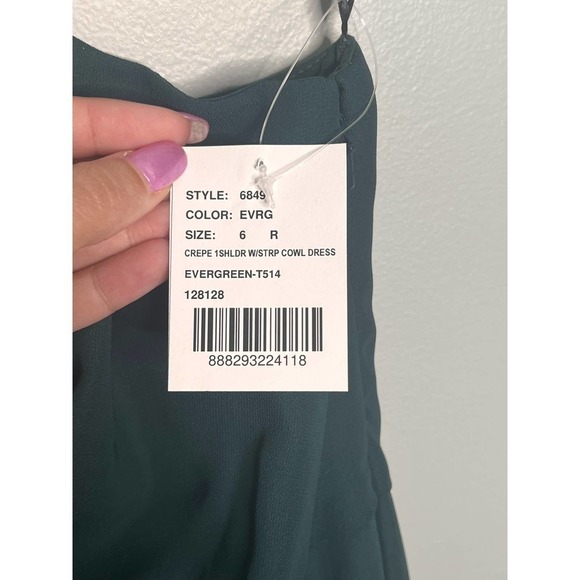 STYLE: 6849
COLOR: EVRG
SIZE: 6 R
CREPE 1SHLDR W/STRP COWL DRESS
EVERGREEN-T514
128128
888293224118